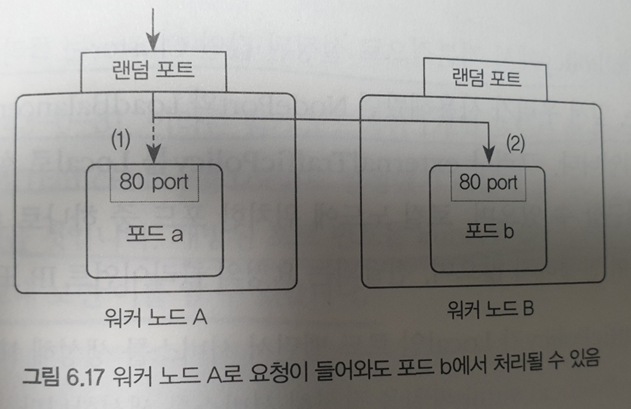 랜덤 포트
랜덤 포트
(1)
(2)
80 port
80 port
포드 a
포드 b
워커 노드 A
워커 노드 B
그림 6.17 워커 노드 A로 요청이 들어와도 포드 b에서 처리될 수 있음